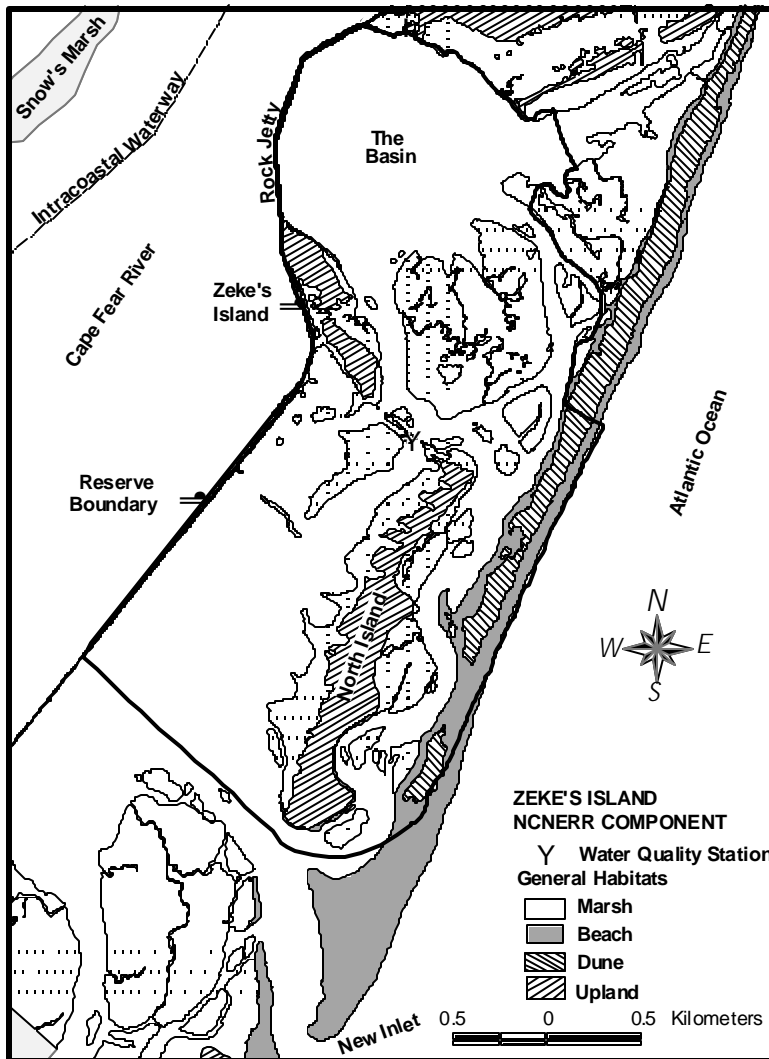 Snow's Marsh
Intracoastal Waterway
Rock Jetty
The
Basin
Cape Fear River
Zeke's
Island
Atlantic Ocean
Reserve
Boundary
North Island
N
W E
S
ZEKE'S ISLAND
NCNERR COMPONENT
Y Water Quality Station
General Habitats
Marsh
Beach
Dune
Upland
New Inlet
0.5 0 0.5 Kilometers